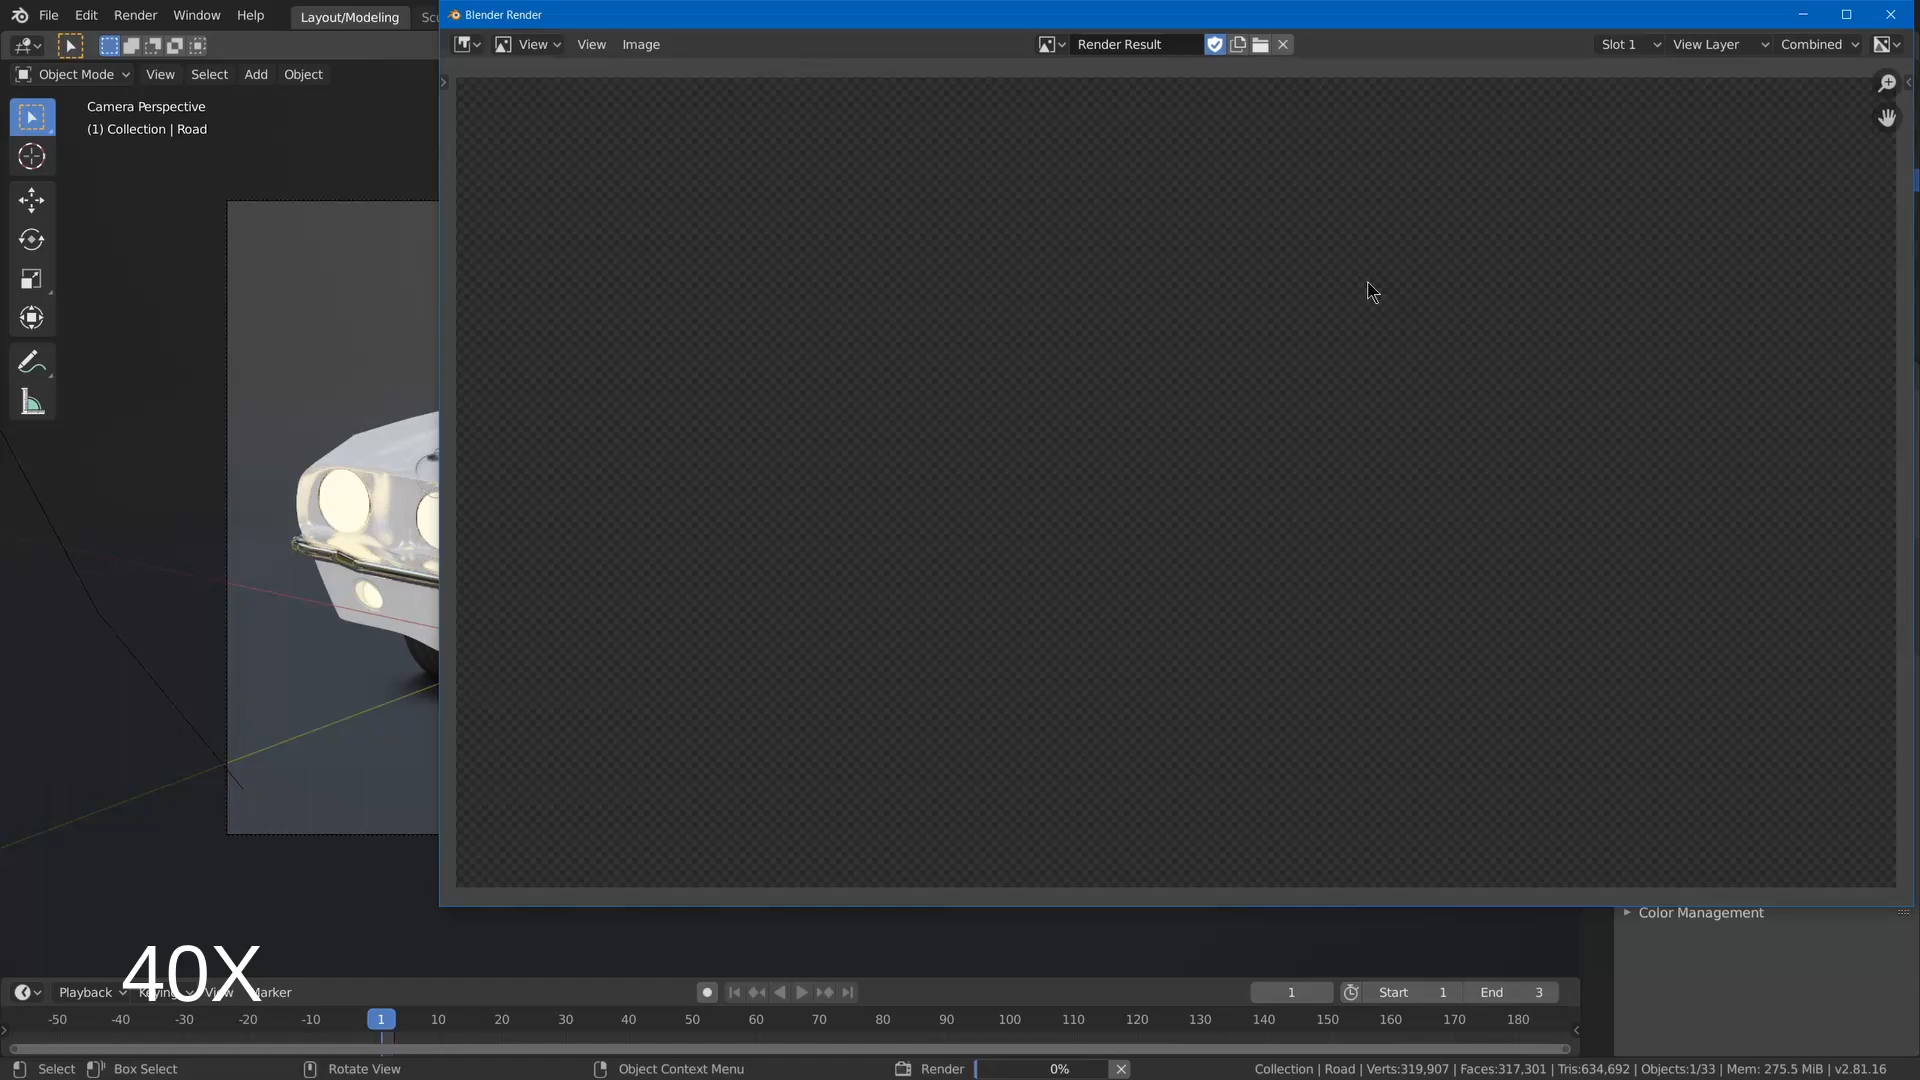 File Edit Render Window Help Layout/Modeling
Blender Render
View View Image Render Result Slot 1 View Layer Combined
Object Mode View Select Add Object
Camera Perspective
(1) Collection | Road
Color Management
40X
Playback Keying View Marker 1 Start 1 End 3
-50 -40 -30 -20 -10 1 10 20 30 40 50 60 70 80 90 100 110 120 130 140 150 160 170 180
Select Box Select Rotate View Object Context Menu Render 0% Collection | Road | Verts:319,907 | Faces:317,301 | Tris:634,692 | Objects:1/33 | Mem: 275.5 MiB | v2.81.16